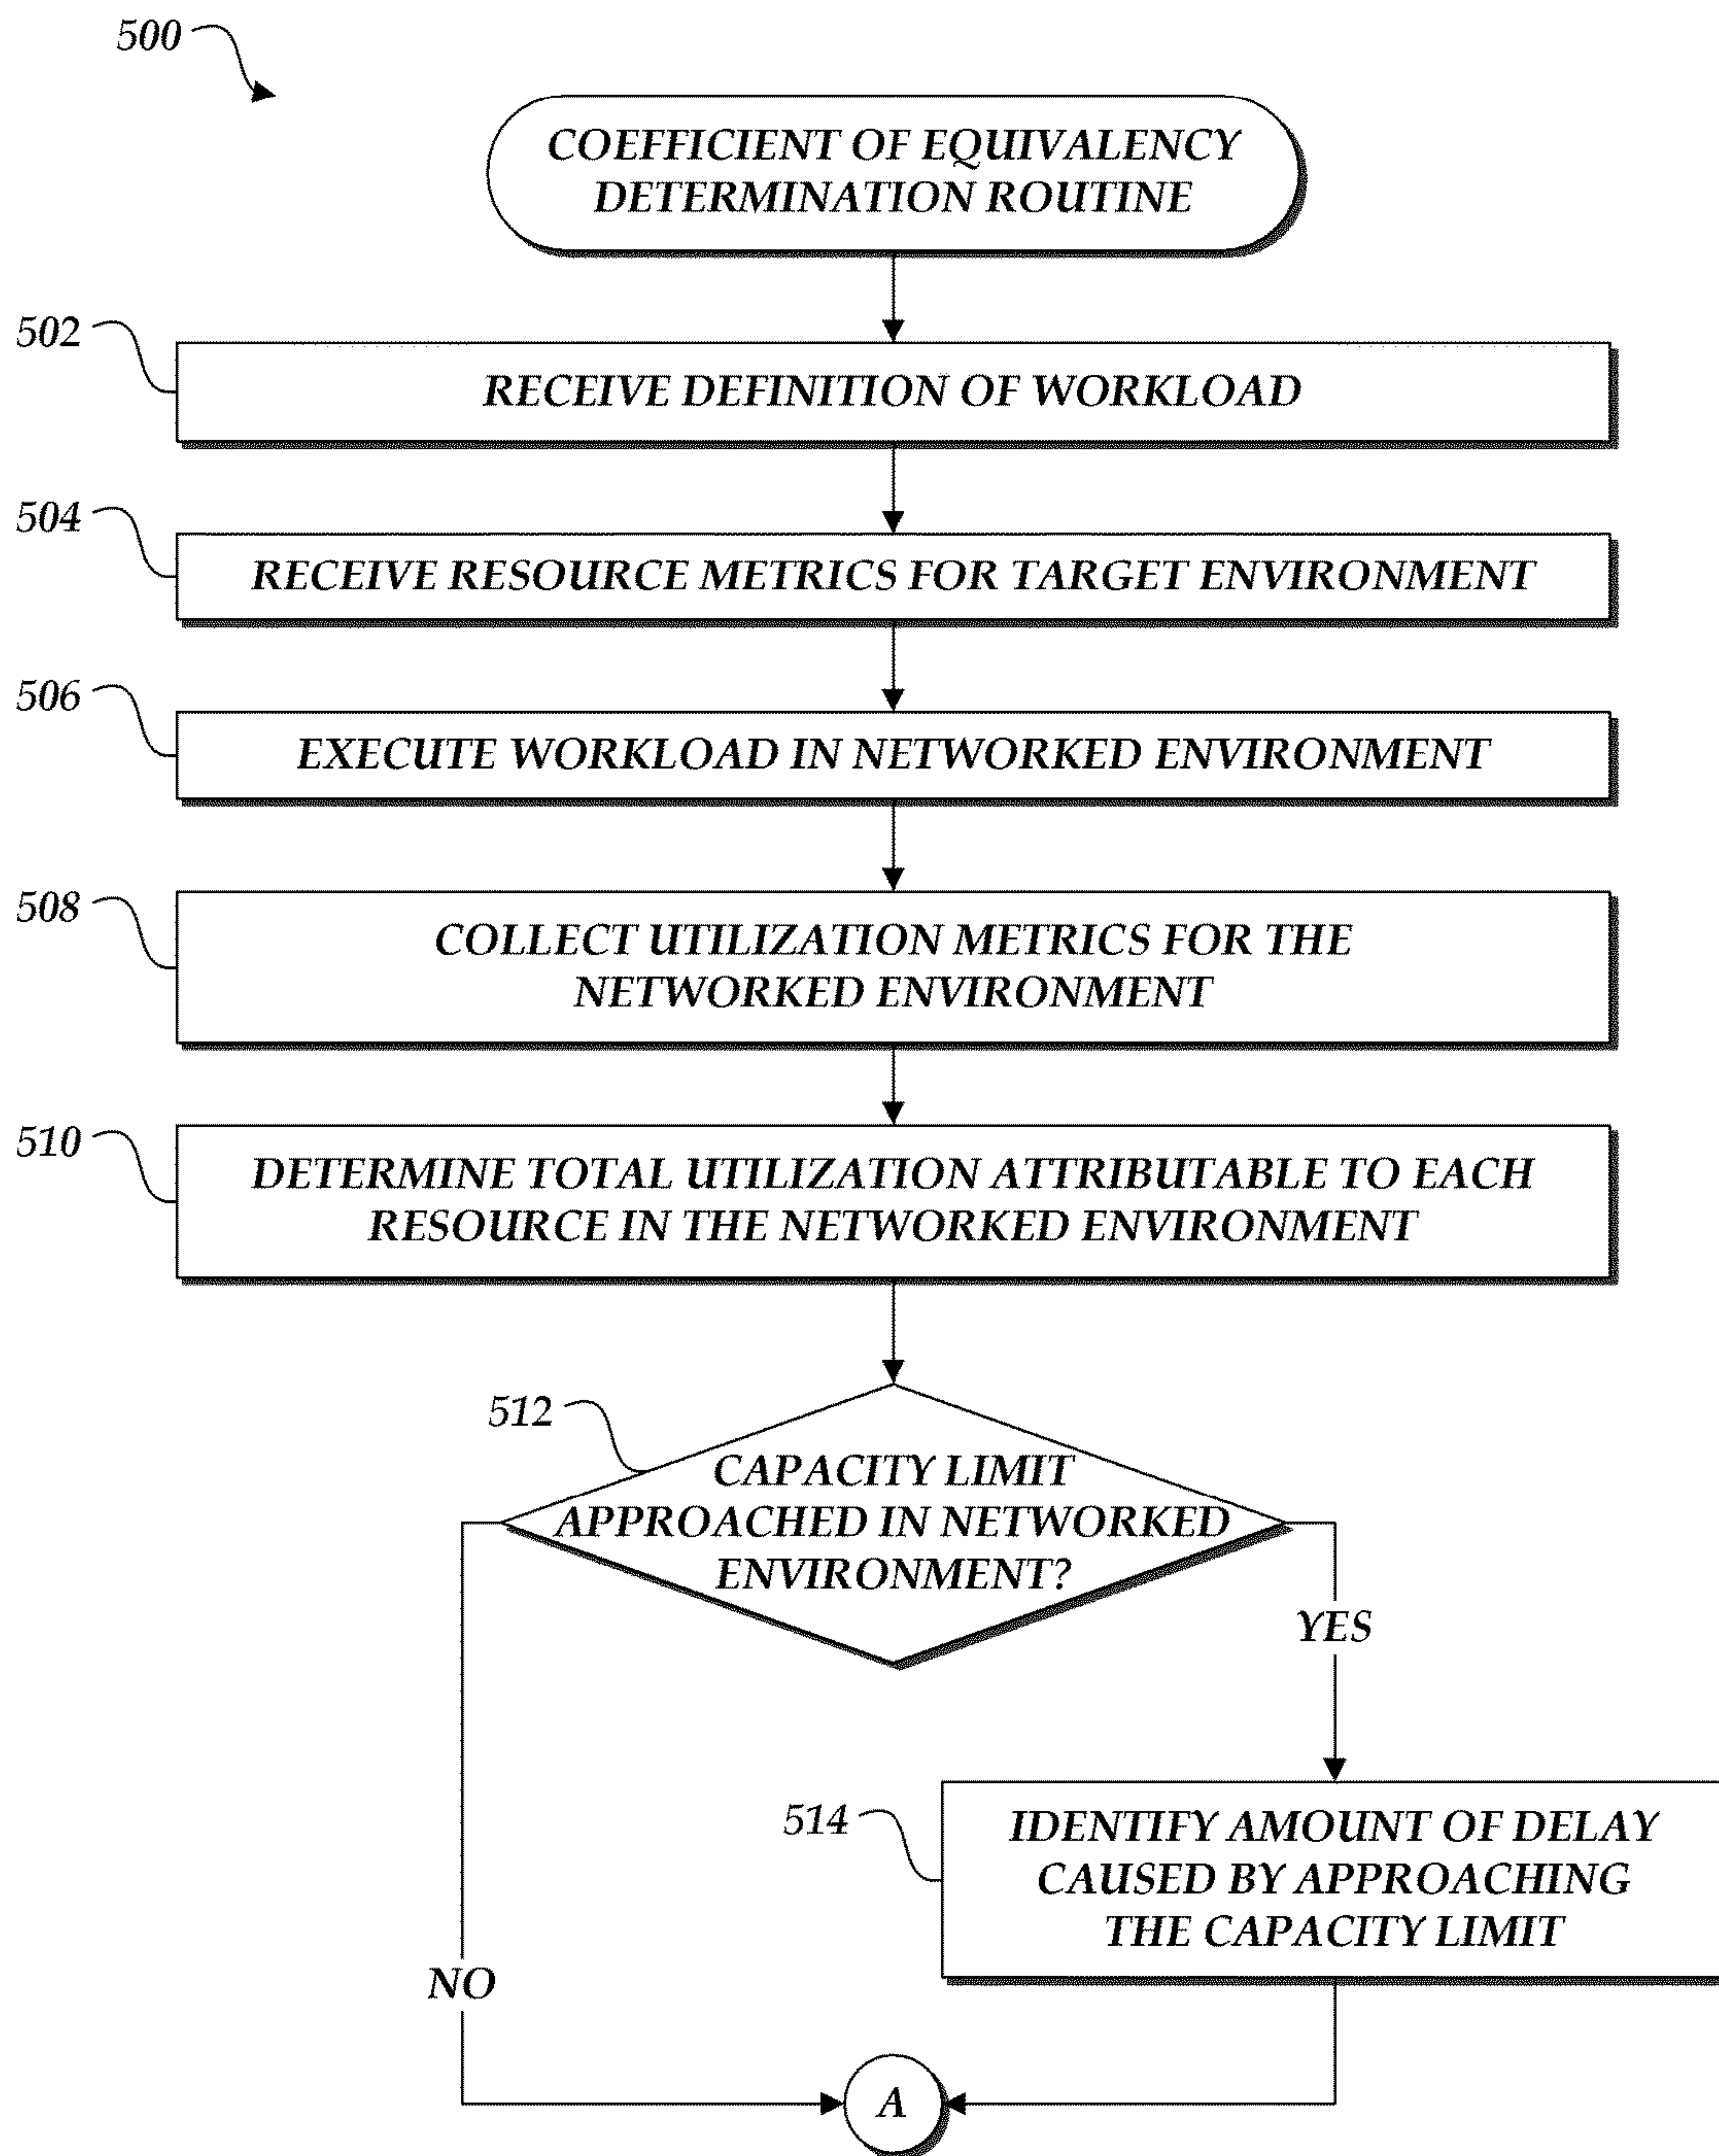 500
COEFFICIENT OF EQUIVALENCY
DETERMINATION ROUTINE
502
RECEIVE DEFINITION OF WORKLOAD
504
RECEIVE RESOURCE METRICS FOR TARGET ENVIRONMENT
506
EXECUTE WORKLOAD IN NETWORKED ENVIRONMENT
508
COLLECT UTILIZATION METRICS FOR THE
NETWORKED ENVIRONMENT
510
DETERMINE TOTAL UTILIZATION ATTRIBUTABLE TO EACH
RESOURCE IN THE NETWORKED ENVIRONMENT
512
CAPACITY LIMIT
APPROACHED IN NETWORKED
ENVIRONMENT?
YES
514
IDENTIFY AMOUNT OF DELAY
CAUSED BY APPROACHING
THE CAPACITY LIMIT
NO
A